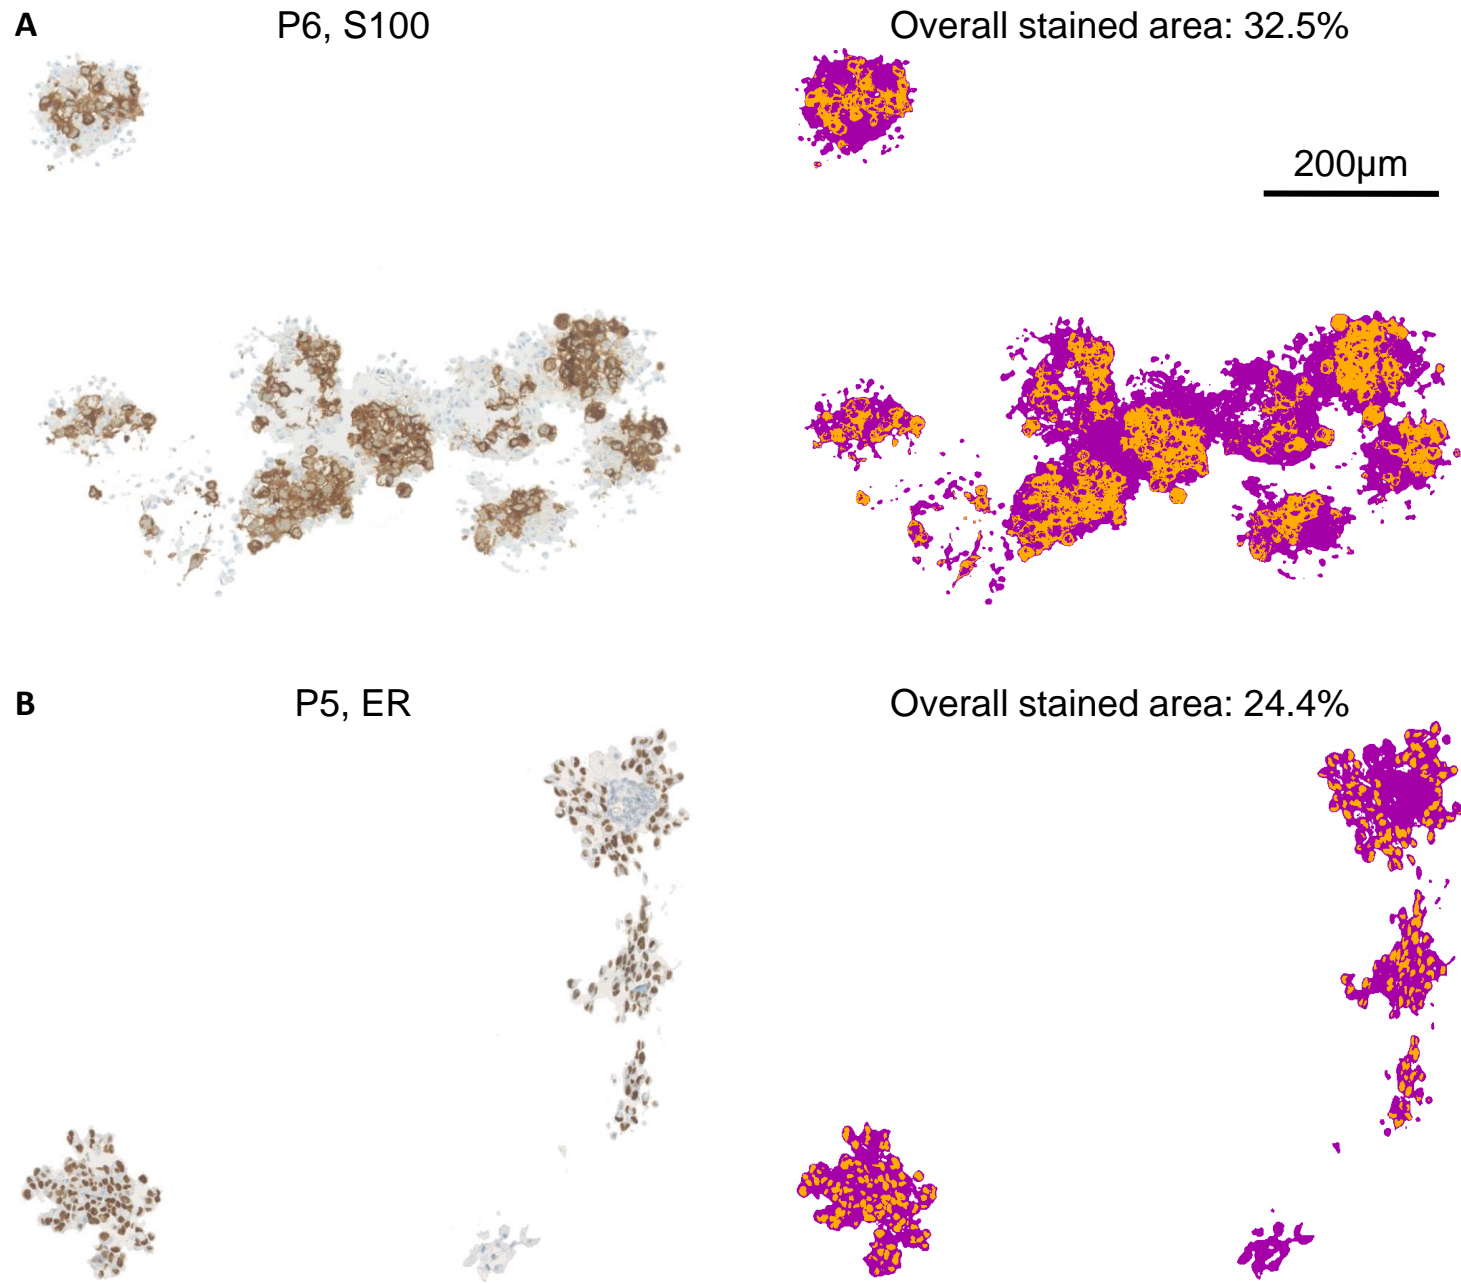 A
P6, S100
Overall stained area: 32.5%
200µm
B
P5, ER
Overall stained area: 24.4%